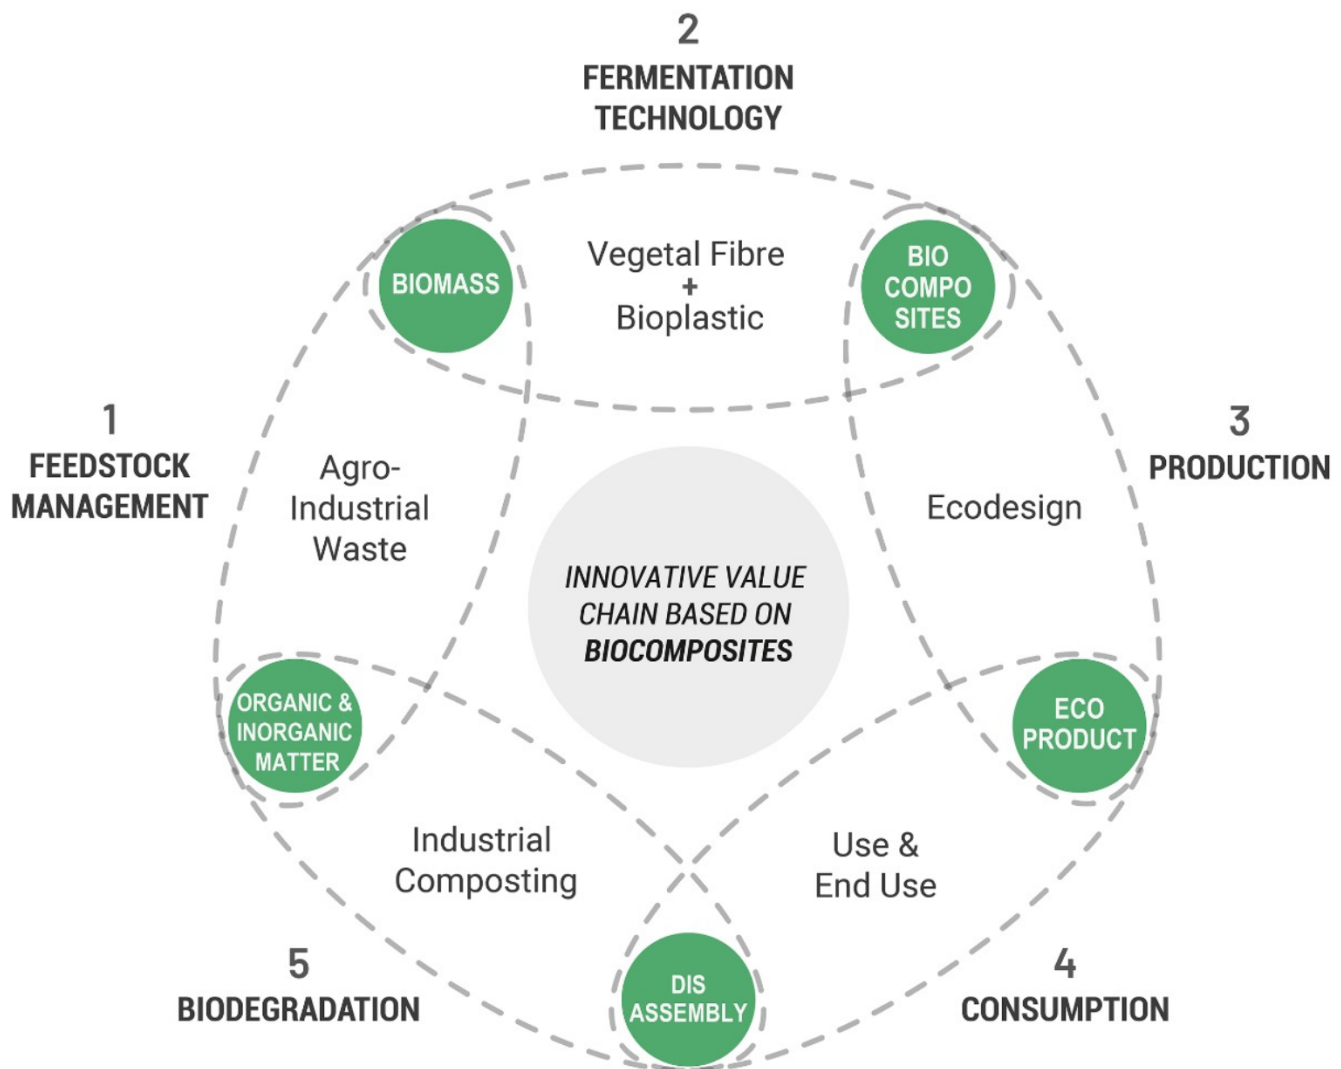 2
FERMENTATION
TECHNOLOGY
BIOMASS
Vegetal Fibre
+
Bioplastic
BIO
COMPO
SITES
1
FEEDSTOCK
MANAGEMENT
Agro-
Industrial
Waste
3
PRODUCTION
Ecodesign
INNOVATIVE VALUE
CHAIN BASED ON
BIOCOMPOSITES
ORGANIC &
INORGANIC
MATTER
ECO
PRODUCT
Industrial
Composting
Use &
End Use
5
BIODEGRADATION
DIS
ASSEMBLY
4
CONSUMPTION